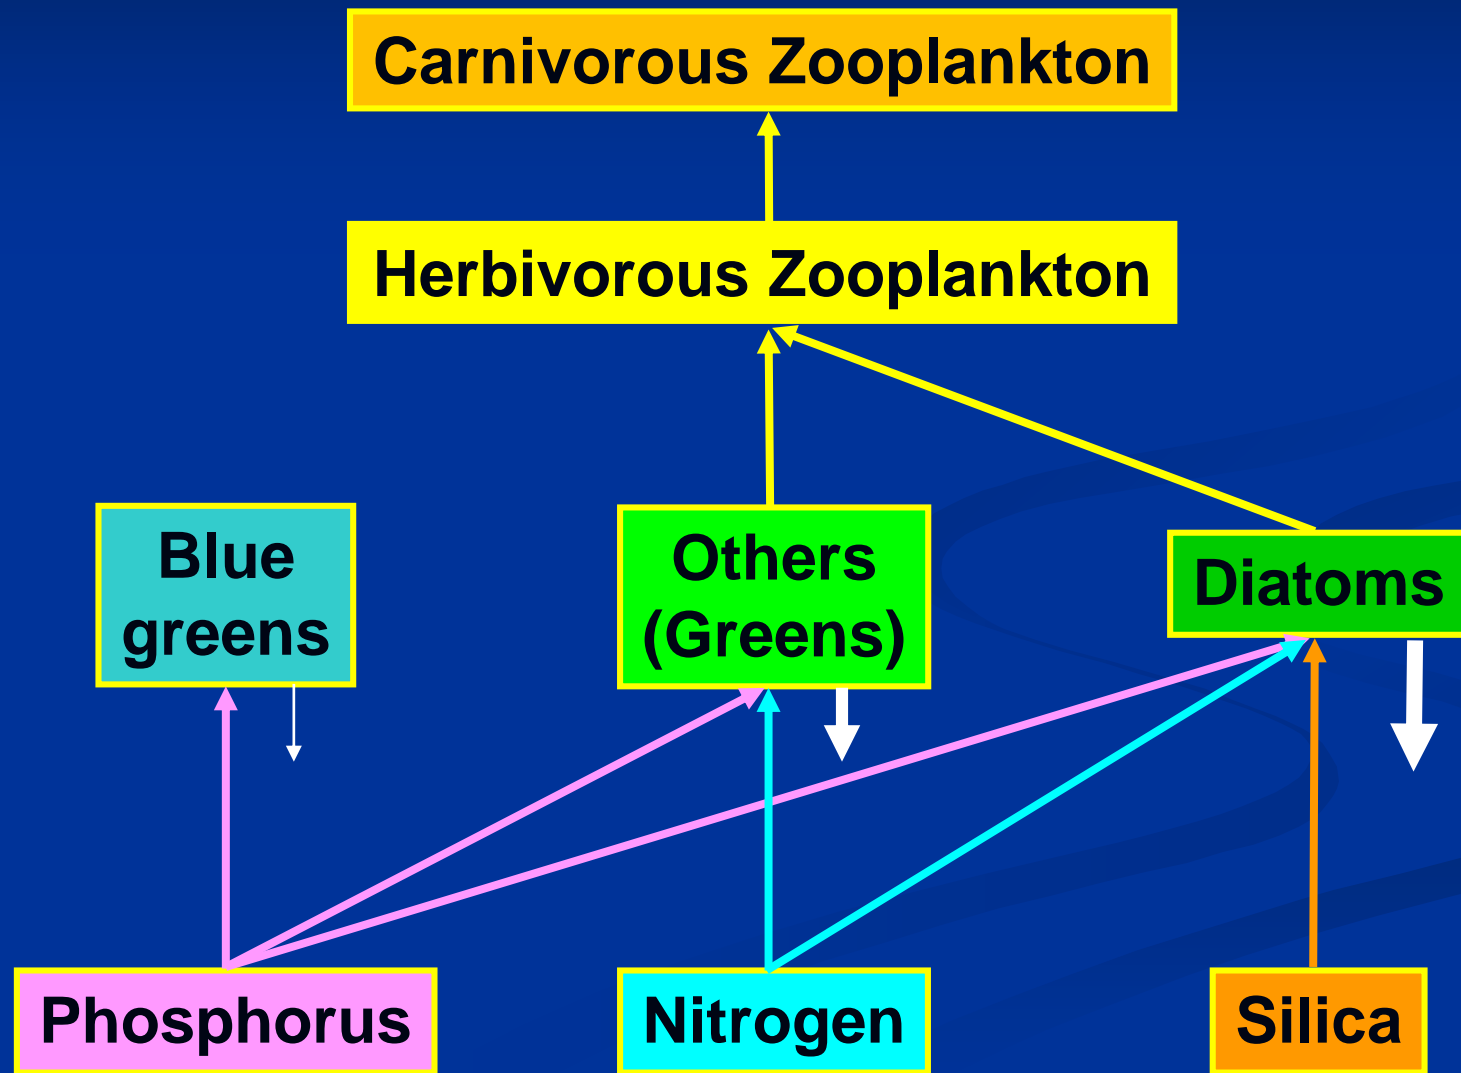 Carnivorous Zooplankton
Herbivorous Zooplankton
Blue
greens
Others
(Greens)
Diatoms
Phosphorus
Nitrogen
Silica